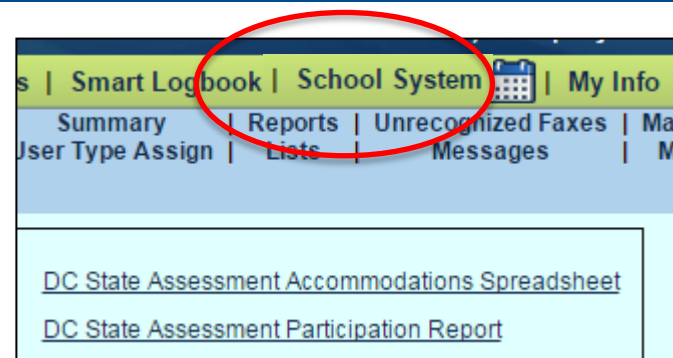 s | Smart Logbook | School System | My Info
Summary | Reports | Unrecognized Faxes | Ma
User Type Assign | Lists | Messages | M
DC State Assessment Accommodations Spreadsheet
DC State Assessment Participation Report